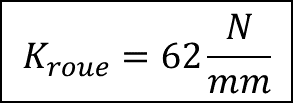 K_roue = 62 N/mm